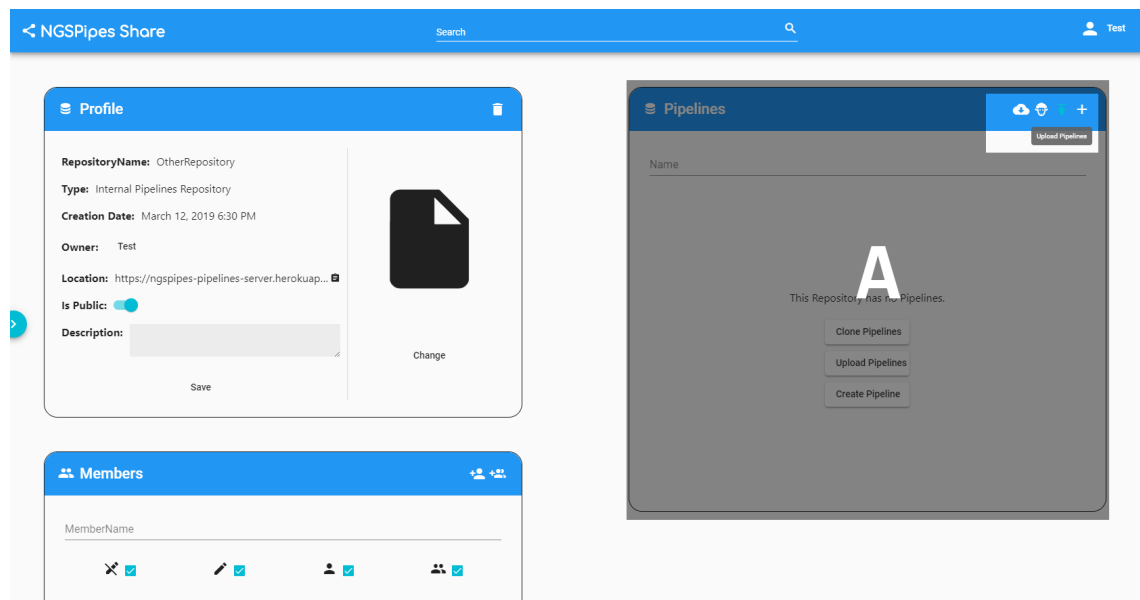 NGSPipes Share
Search
Test
Profile
RepositoryName: OtherRepository
Type: Internal Pipelines Repository
Creation Date: March 12, 2019 6:30 PM
Owner: Test
Location: https://ngspipes-pipelines-server.herokuap...
Is Public:
Description:
Save
Change
Pipelines
Upload Pipelines
Name
A
This Repository has no Pipelines.
Clone Pipelines
Upload Pipelines
Create Pipeline
Members
MemberName